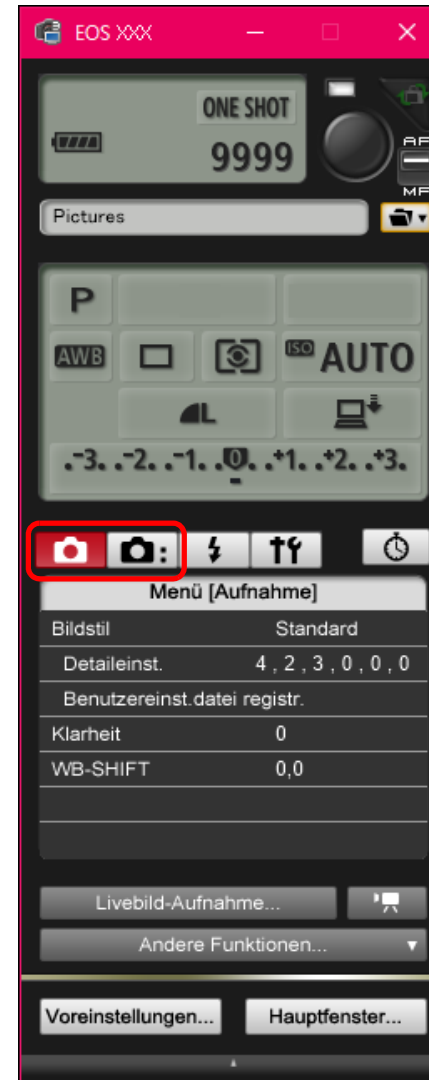 EOS XXX
ONE SHOT
9999
AF
MF
Pictures
P
AWB
ISO AUTO
L
.-3. .-2. .-1. .0. .+1. .+2. .+3.
Menü [Aufnahme]
Bildstil Standard
Detaileinst. 4 , 2 , 3 , 0 , 0 , 0
Benutzereinst.datei registr.
Klarheit 0
WB-SHIFT 0,0
Livebild-Aufnahme...
Andere Funktionen...
Voreinstellungen... Hauptfenster...